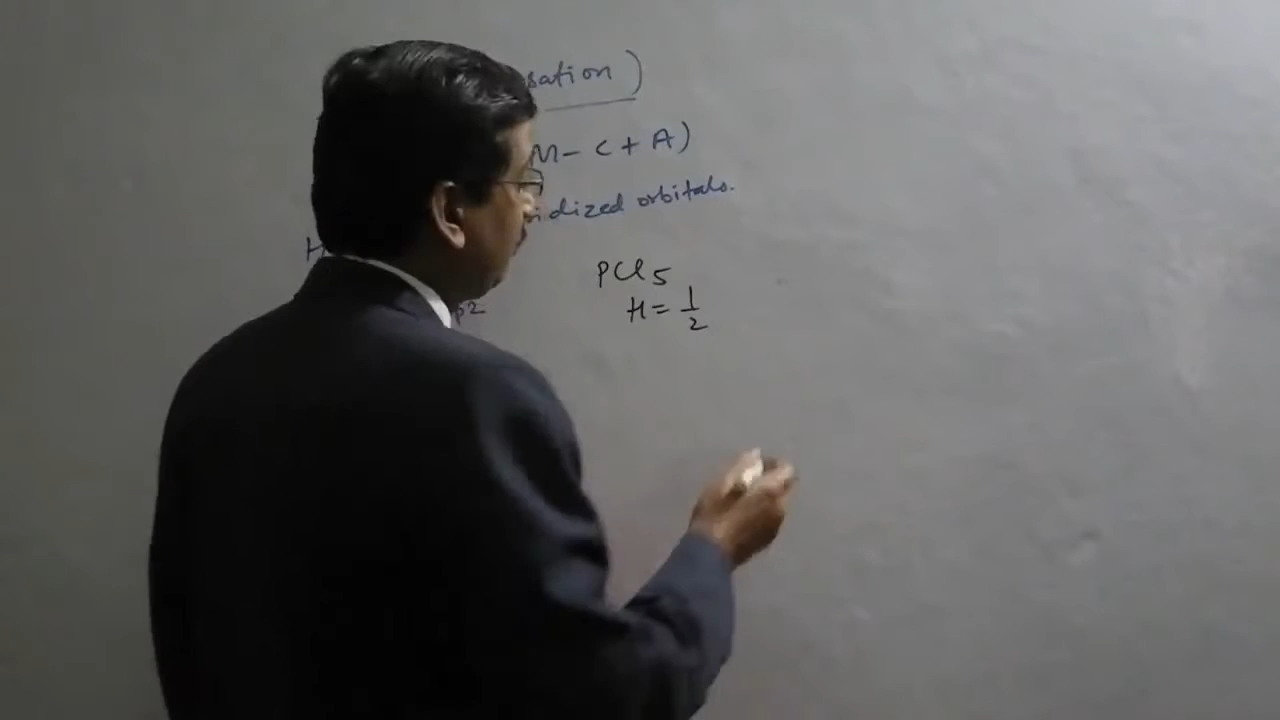 sation )
M - C + A)
idized orbitals.
H
PCl5
H = 1/2
p2